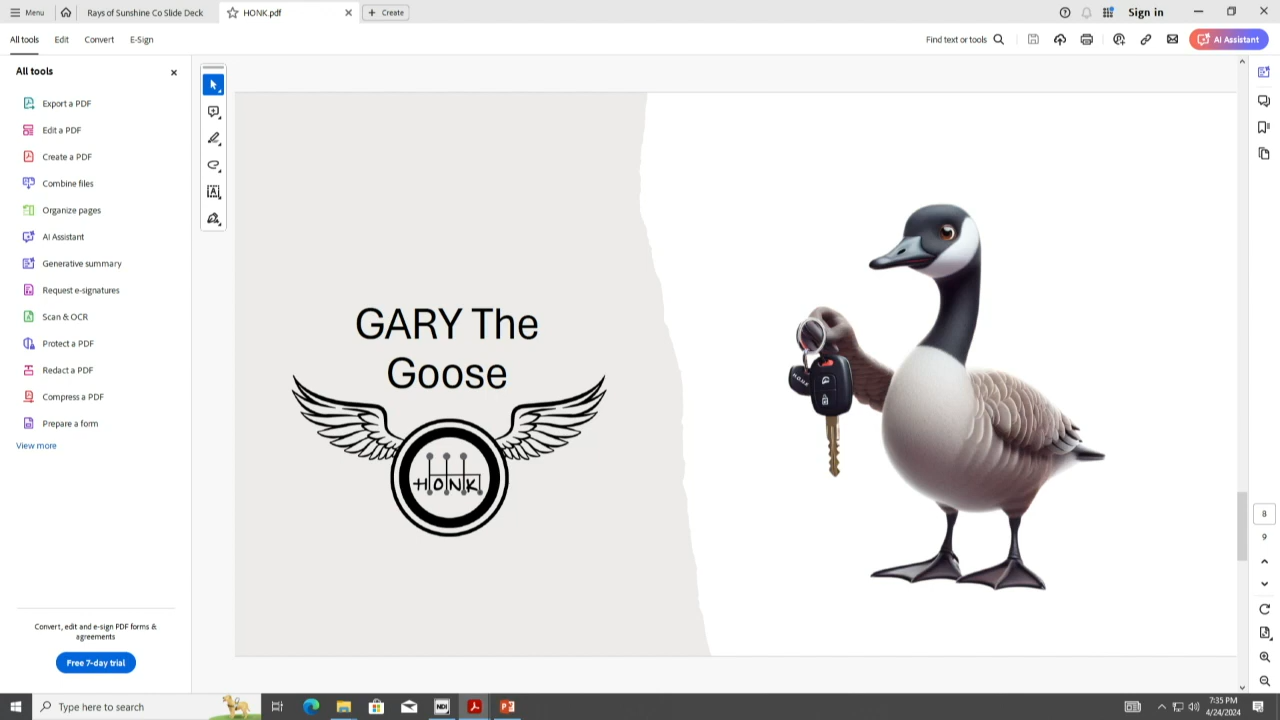 Menu
Rays of Sunshine Co Slide Deck
HONK.pdf
Create
Sign in
All tools
Edit
Convert
E-Sign
Find text or tools
AI Assistant
All tools
Export a PDF
Edit a PDF
Create a PDF
Combine files
Organize pages
AI Assistant
Generative summary
Request e-signatures
Scan & OCR
Protect a PDF
Redact a PDF
Compress a PDF
Prepare a form
View more
Convert, edit and e-sign PDF forms &
agreements
Free 7-day trial
GARY The
Goose
HONK
8
9
Type here to search
NDI
7:35 PM
4/24/2024